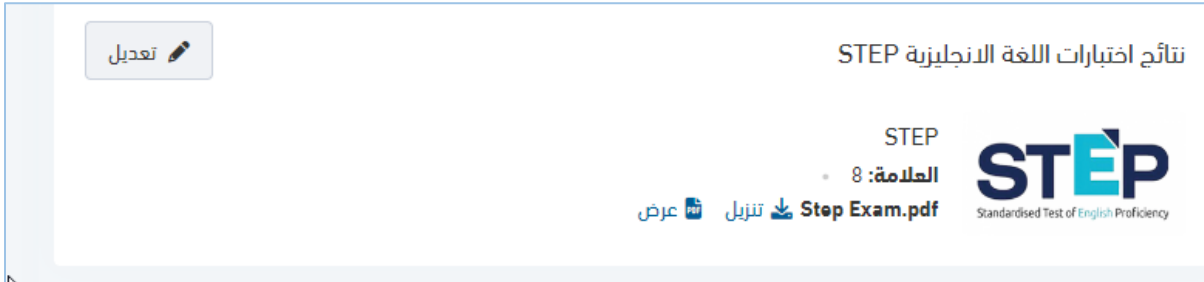 نتائج اختبارات اللغة الانجليزية STEP
تعديل
STEP
Standardised Test of English Proficiency
STEP
العلامة: 8
Step Exam.pdf تنزيل PDF عرض